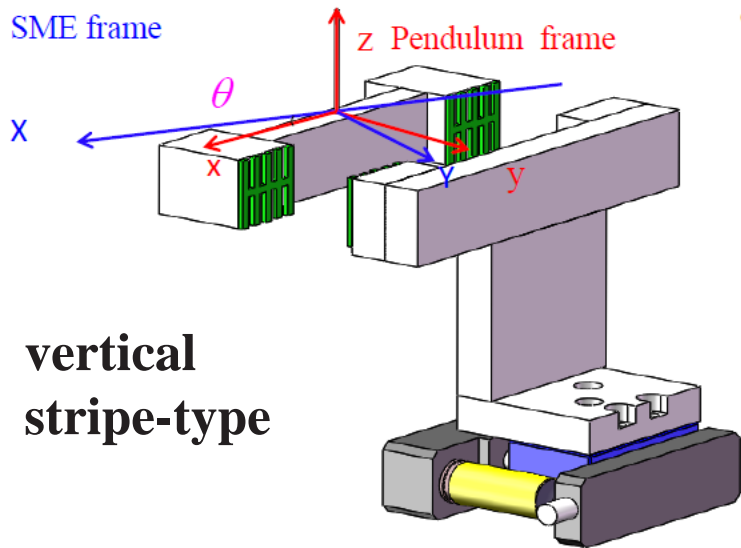 SME frame
z Pendulum frame
θ
X
x
Y
y
vertical
stripe-type